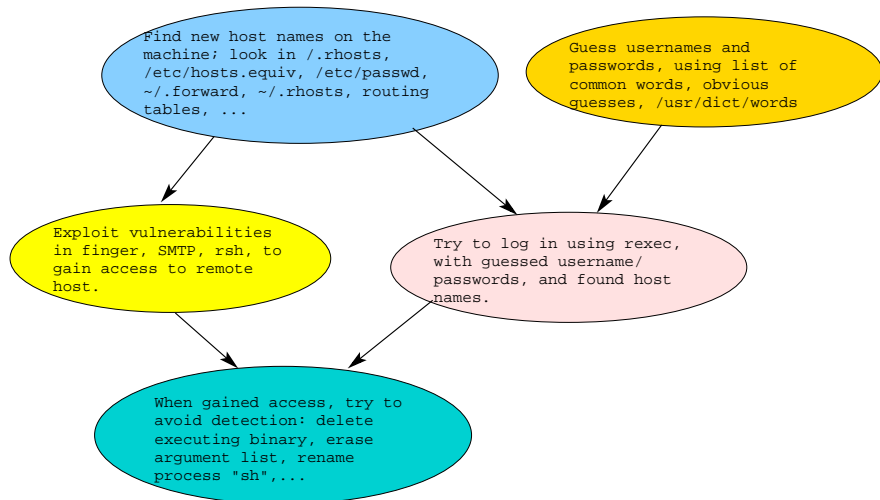 Find new host names on the
machine; look in /.rhosts,
/etc/hosts.equiv, /etc/passwd,
~/.forward, ~/.rhosts, routing
tables, ...
Guess usernames and
passwords, using list of
common words, obvious
guesses, /usr/dict/words
Exploit vulnerabilities
in finger, SMTP, rsh, to
gain access to remote
host.
Try to log in using rexec,
with guessed username/
passwords, and found host
names.
When gained access, try to
avoid detection: delete
executing binary, erase
argument list, rename
process "sh",...